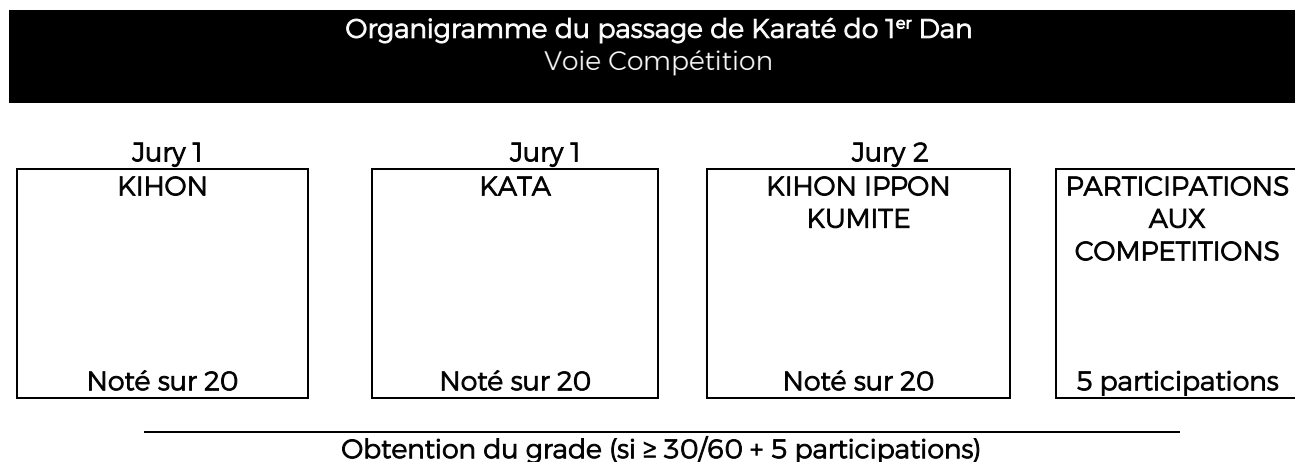 Organigramme du passage de Karaté do 1er Dan
Voie Compétition
Jury 1
KIHON
Noté sur 20
Jury 1
KATA
Noté sur 20
Jury 2
KIHON IPPON
KUMITE
Noté sur 20
PARTICIPATIONS
AUX
COMPETITIONS
5 participations
Obtention du grade (si ≥ 30/60 + 5 participations)